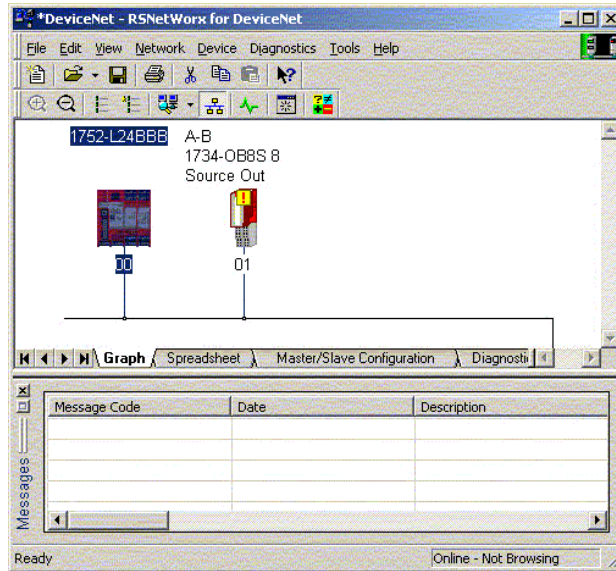 *DeviceNet - RSNetWorx for DeviceNet
File Edit View Network Device Diagnostics Tools Help
1752-L24BBB
A-B
1734-OB8S 8
Source Out
00
01
Graph Spreadsheet Master/Slave Configuration Diagnosti
Message Code Date Description
Messages
Ready Online - Not Browsing